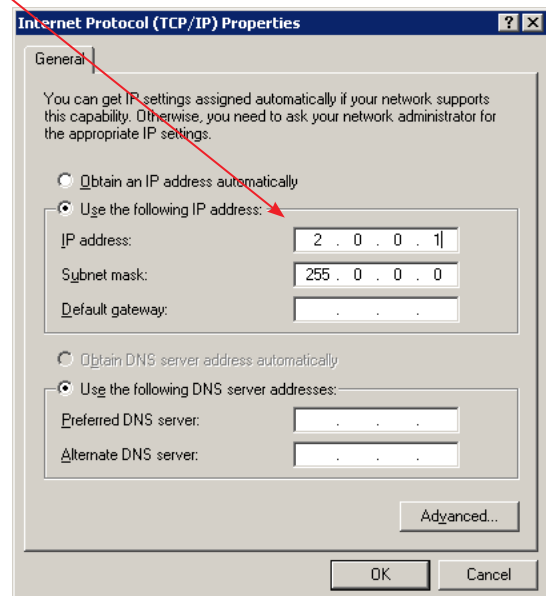 Internet Protocol (TCP/IP) Properties
General
You can get IP settings assigned automatically if your network supports
this capability. Otherwise, you need to ask your network administrator for
the appropriate IP settings.
Obtain an IP address automatically
Use the following IP address:
IP address: 2 . 0 . 0 . 1
Subnet mask: 255 . 0 . 0 . 0
Default gateway: . . .
Obtain DNS server address automatically
Use the following DNS server addresses:
Preferred DNS server: . . .
Alternate DNS server: . . .
Advanced...
OK Cancel